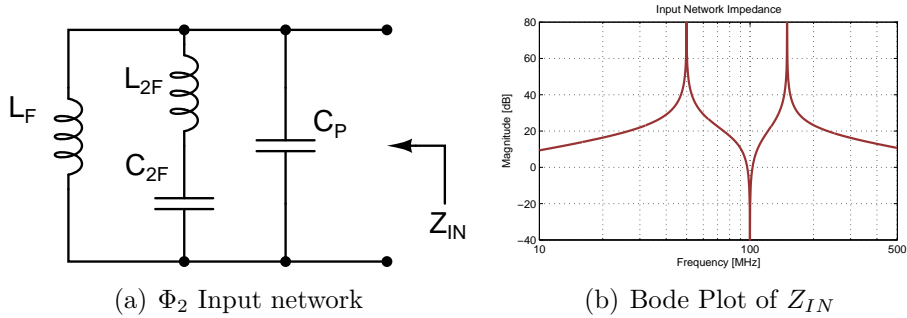 L_F
L_2F
C_2F
C_P
Z_IN
(a) Φ₂ Input network
Input Network Impedance
Magnitude [dB]
80
60
40
20
0
−20
−40
10
100
500
Frequency [MHz]
(b) Bode Plot of Z_IN